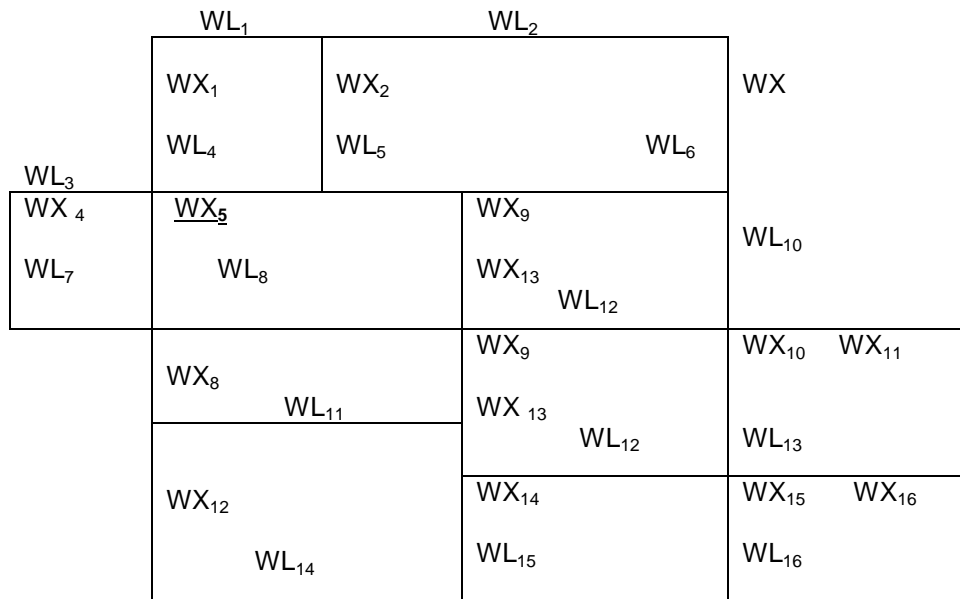 WL₁ WL₂
WX₁ WX₂ WX
WL₄ WL₅ WL₆
WL₃
WX ₄ WX₅ WX₉
WL₁₀
WL₇ WL₈ WX₁₃
WL₁₂
WX₉ WX₁₀ WX₁₁
WX₈
WL₁₁ WX ₁₃
WL₁₂ WL₁₃
WX₁₂ WX₁₄ WX₁₅ WX₁₆
WL₁₄ WL₁₅ WL₁₆